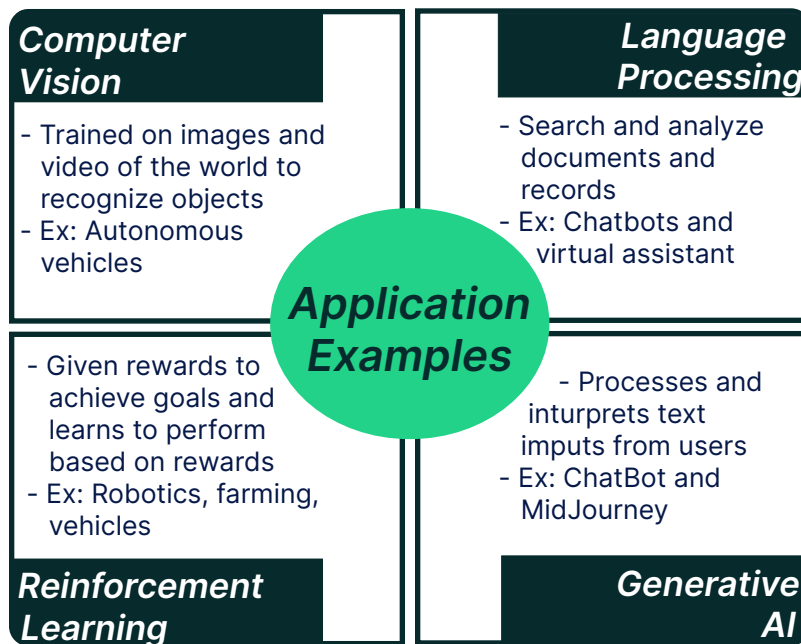 Computer
Vision
- Trained on images and
video of the world to
recognize objects
- Ex: Autonomous
vehicles
Language
Processing
- Search and analyze
documents and
records
- Ex: Chatbots and
virtual assistant
Application
Examples
- Given rewards to
achieve goals and
learns to perform
based on rewards
- Ex: Robotics, farming,
vehicles
Reinforcement
Learning
- Processes and
inturprets text
imputs from users
- Ex: ChatBot and
MidJourney
Generative
AI